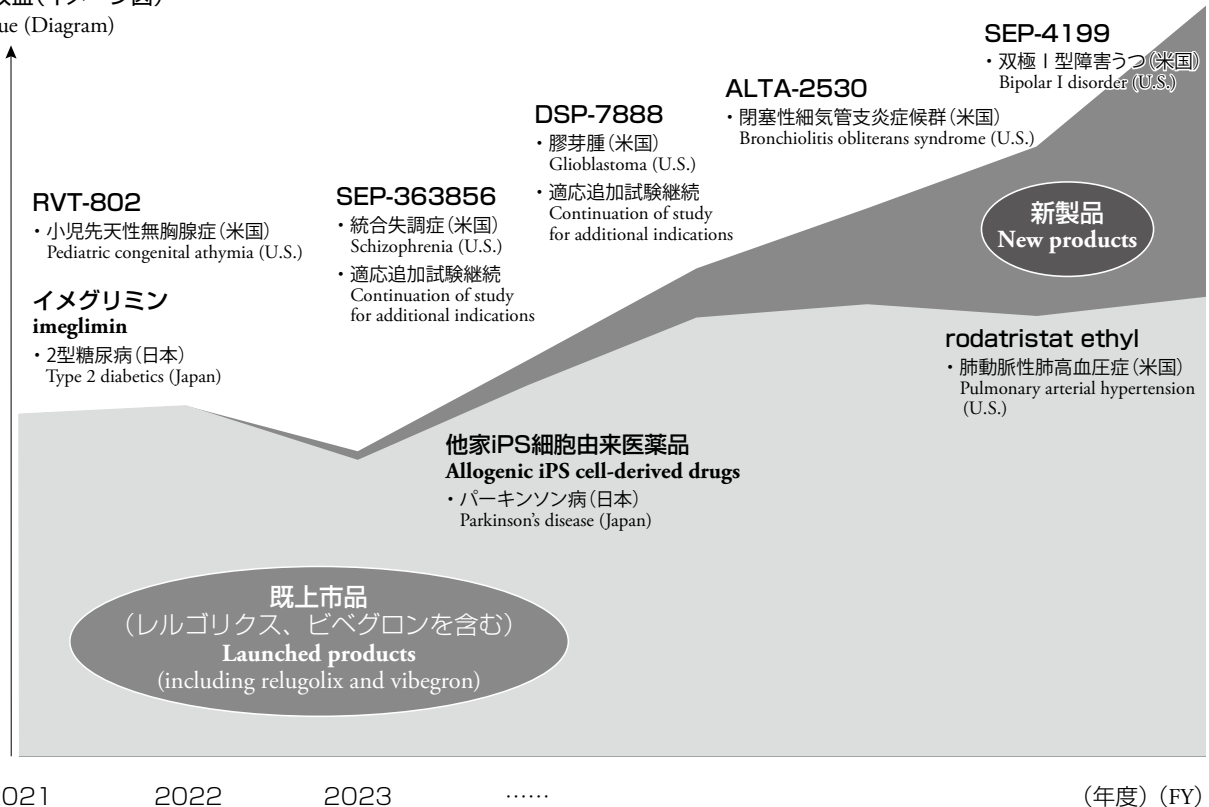 (イメージ図)
(Diagram)
SEP-4199
・双極Ⅰ型障害うつ(米国)
Bipolar I disorder (U.S.)
ALTA-2530
・閉塞性細気管支炎症候群(米国)
Bronchiolitis obliterans syndrome (U.S.)
DSP-7888
・膠芽腫(米国)
Glioblastoma (U.S.)
・適応追加試験継続
Continuation of study
for additional indications
RVT-802
・小児先天性無胸腺症(米国)
Pediatric congenital athymia (U.S.)
イメグリミン
imeglimin
・2型糖尿病(日本)
Type 2 diabetics (Japan)
SEP-363856
・統合失調症(米国)
Schizophrenia (U.S.)
・適応追加試験継続
Continuation of study
for additional indications
新製品
New products
rodatristat ethyl
・肺動脈性肺高血圧症(米国)
Pulmonary arterial hypertension
(U.S.)
他家iPS細胞由来医薬品
Allogenic iPS cell-derived drugs
・パーキンソン病(日本)
Parkinson's disease (Japan)
既上市品
(レルゴリクス、ビベグロンを含む)
Launched products
(including relugolix and vibegron)
021 2022 2023 …… (年度)(FY)